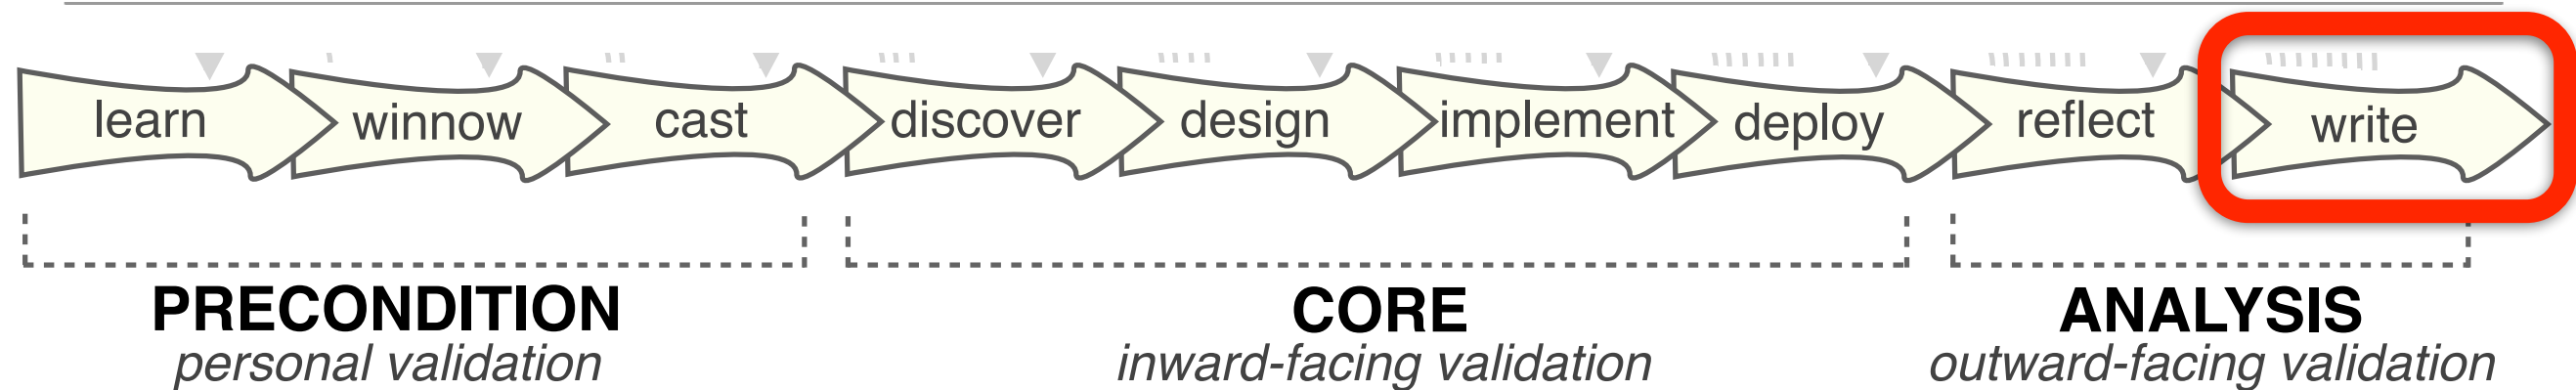 learn
winnow
cast
discover
design
implement
deploy
reflect
write
PRECONDITION
personal validation
CORE
inward-facing validation
ANALYSIS
outward-facing validation